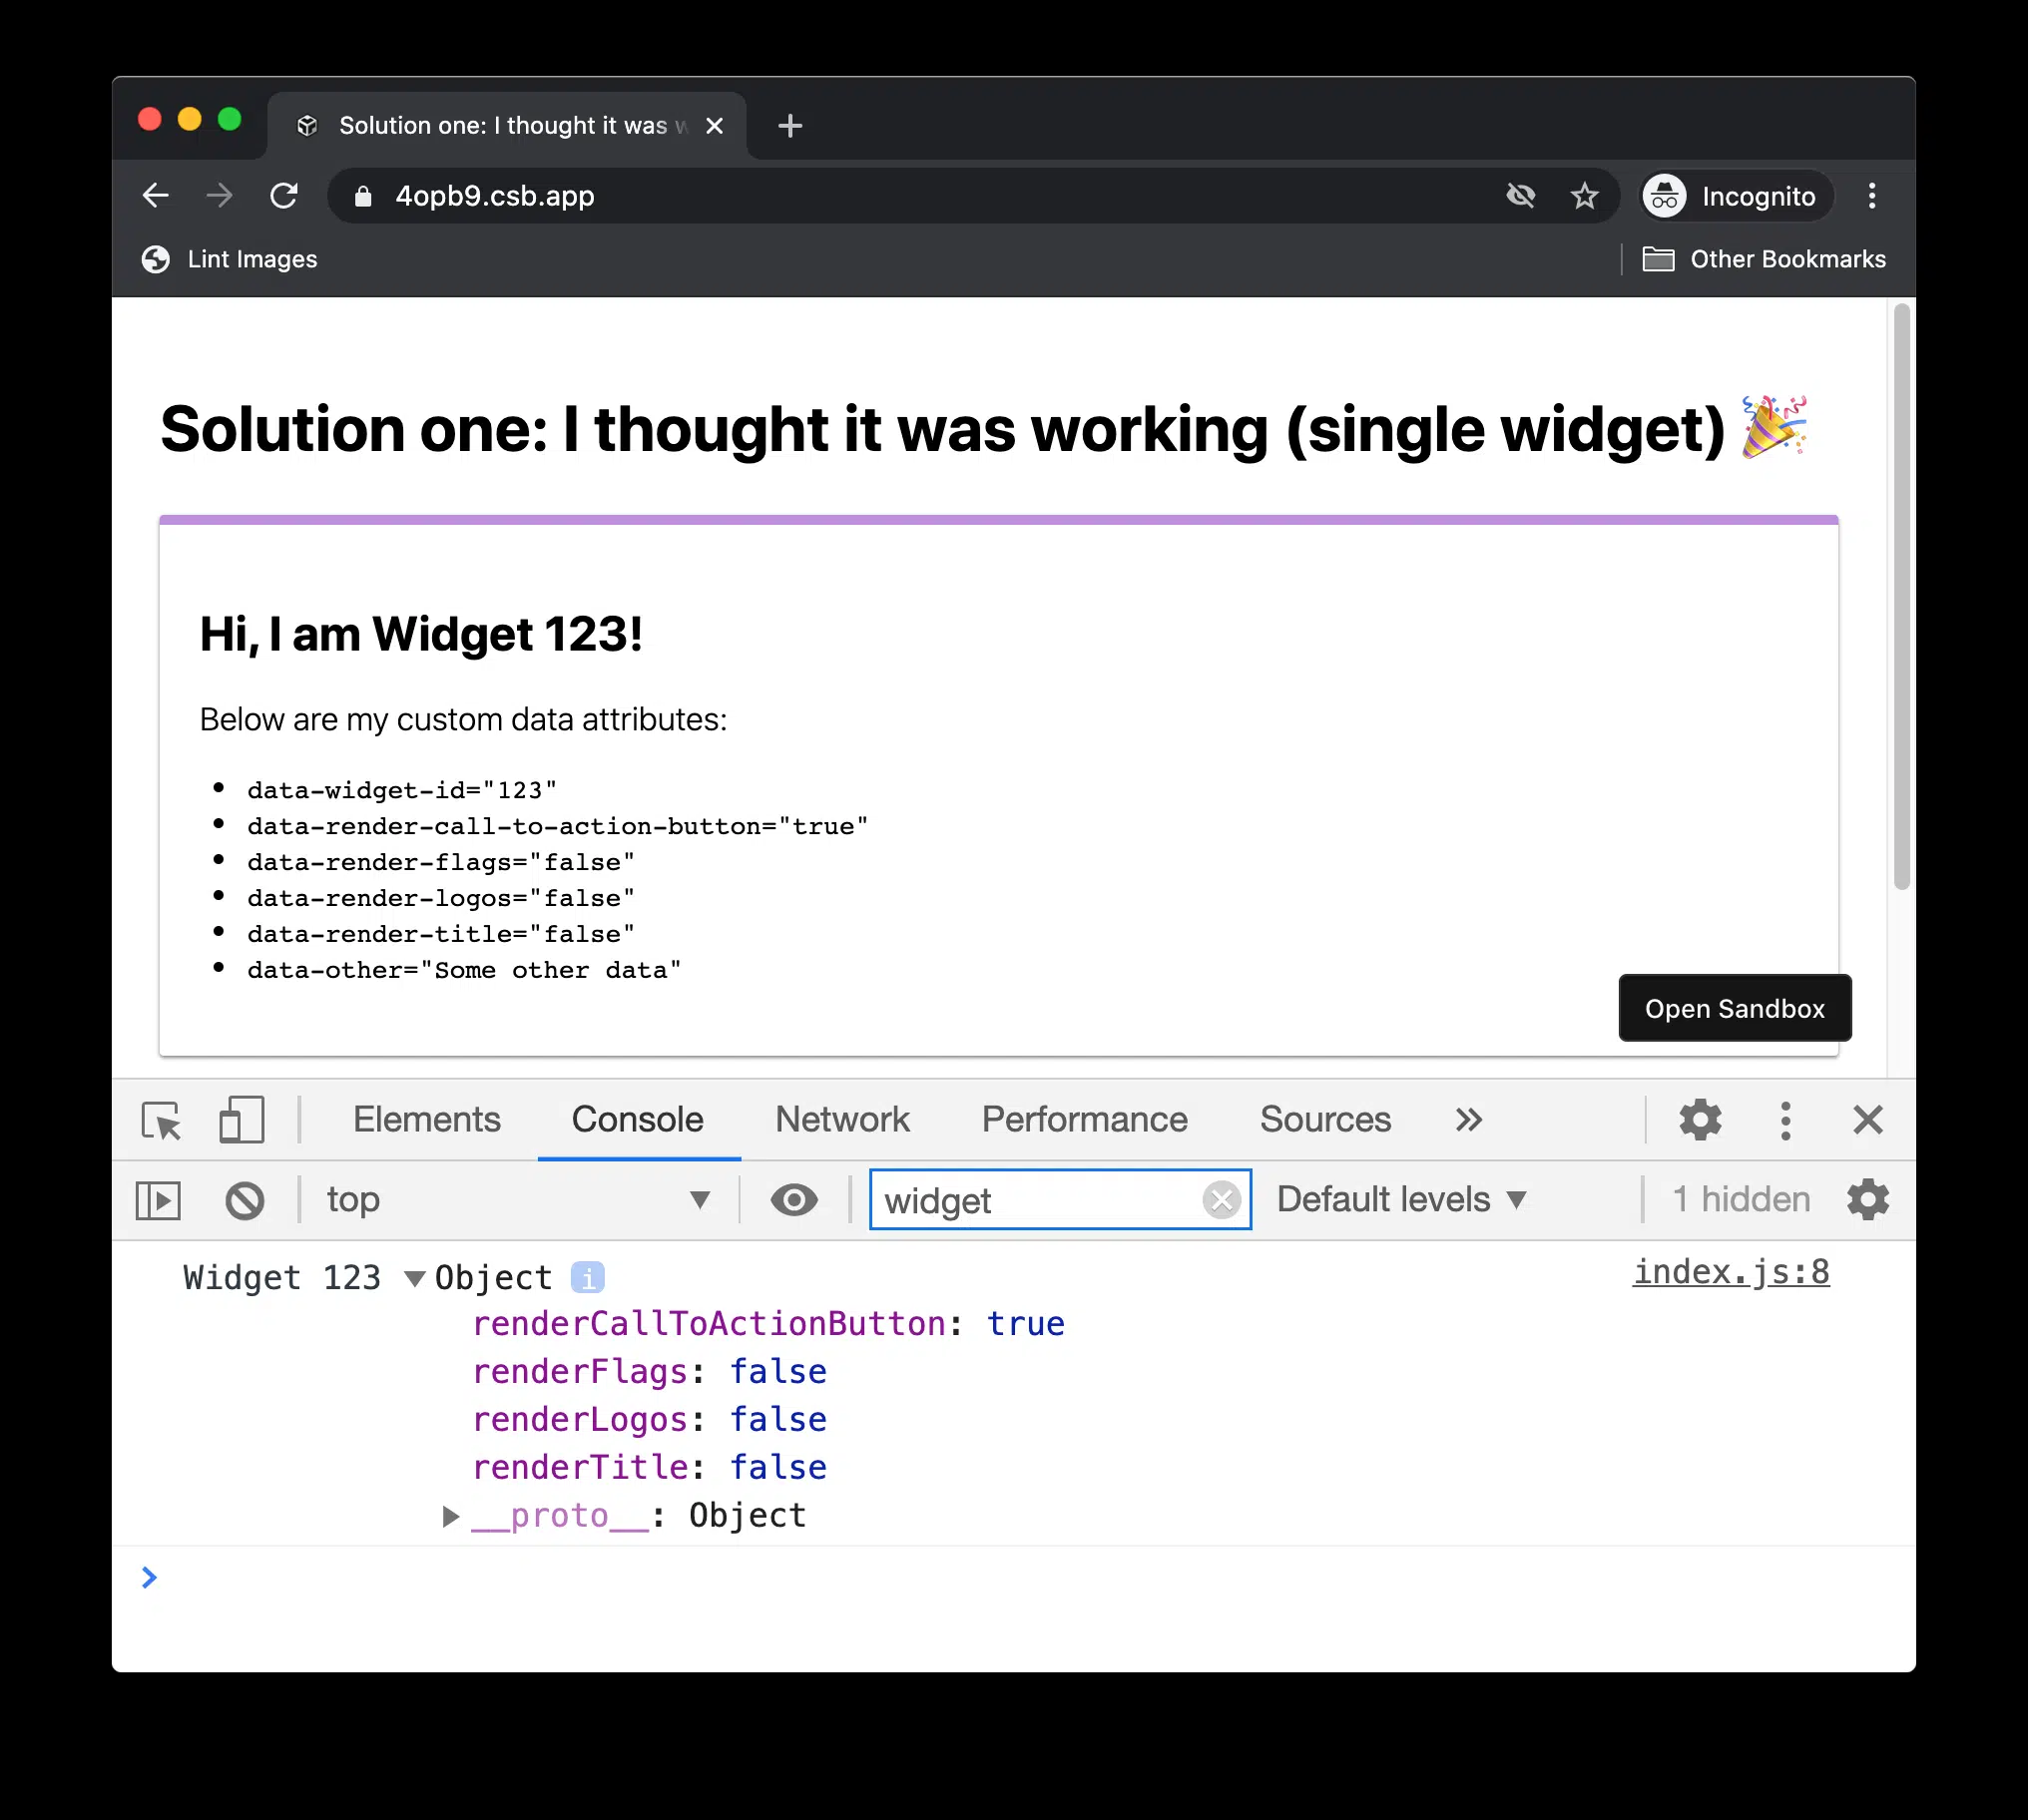 Solution one: I thought it was
4opb9.csb.app
Incognito
Lint Images
Other Bookmarks
Solution one: I thought it was working (single widget) 🎉
Hi, I am Widget 123!
Below are my custom data attributes:
• data-widget-id="123"
• data-render-call-to-action-button="true"
• data-render-flags="false"
• data-render-logos="false"
• data-render-title="false"
• data-other="Some other data"
Open Sandbox
Elements Console Network Performance Sources »
top widget Default levels 1 hidden
Widget 123 Object i index.js:8
renderCallToActionButton: true
renderFlags: false
renderLogos: false
renderTitle: false
__proto__: Object